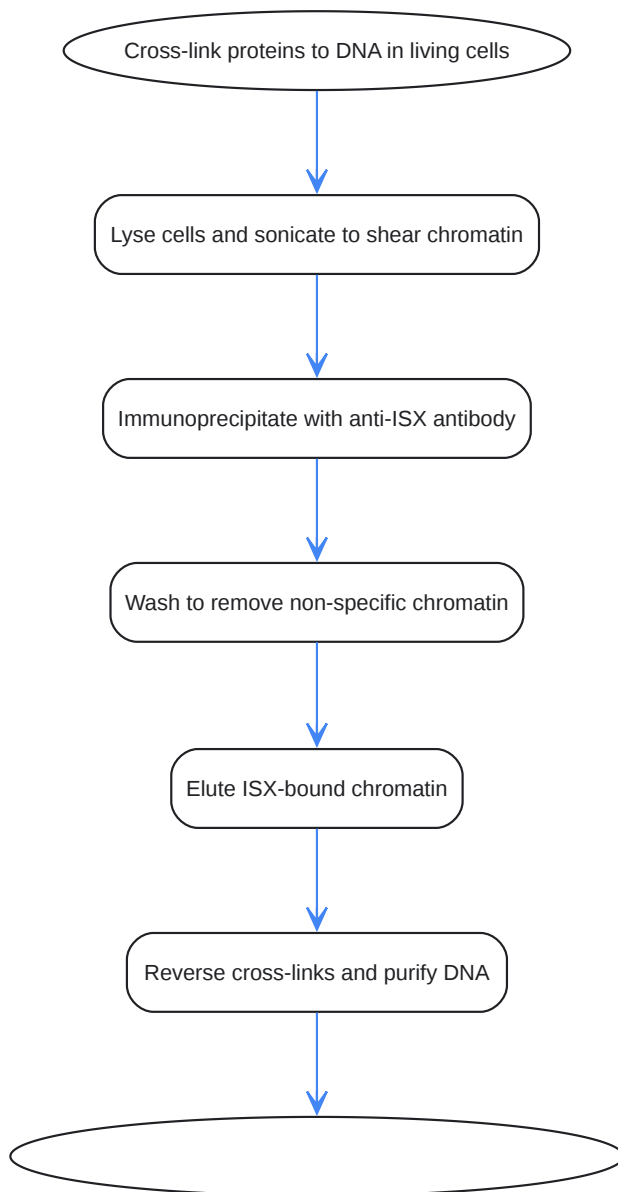 Cross-link proteins to DNA in living cells
Lyse cells and sonicate to shear chromatin
Immunoprecipitate with anti-ISX antibody
Wash to remove non-specific chromatin
Elute ISX-bound chromatin
Reverse cross-links and purify DNA